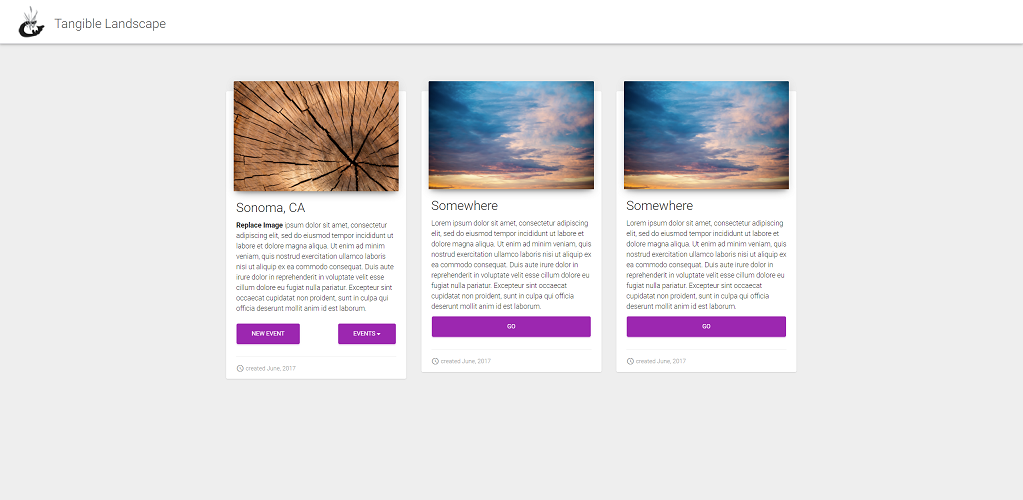 Tangible Landscape
Sonoma, CA
Replace Image ipsum dolor sit amet, consectetur
adipiscing elit, sed do eiusmod tempor incididunt ut
labore et dolore magna aliqua. Ut enim ad minim
veniam, quis nostrud exercitation ullamco laboris
nisi ut aliquip ex ea commodo consequat. Duis aute
irure dolor in reprehenderit in voluptate velit esse
cillum dolore eu fugiat nulla pariatur. Excepteur sint
occaecat cupidatat non proident, sunt in culpa qui
officia deserunt mollit anim id est laborum.
NEW EVENT
EVENTS
created June, 2017
Somewhere
Lorem ipsum dolor sit amet, consectetur adipiscing
elit, sed do eiusmod tempor incididunt ut labore et
dolore magna aliqua. Ut enim ad minim veniam, quis
nostrud exercitation ullamco laboris nisi ut aliquip ex
ea commodo consequat. Duis aute irure dolor in
reprehenderit in voluptate velit esse cillum dolore eu
fugiat nulla pariatur. Excepteur sint occaecat
cupidatat non proident, sunt in culpa qui officia
deserunt mollit anim id est laborum.
GO
created June, 2017
Somewhere
Lorem ipsum dolor sit amet, consectetur adipiscing
elit, sed do eiusmod tempor incididunt ut labore et
dolore magna aliqua. Ut enim ad minim veniam, quis
nostrud exercitation ullamco laboris nisi ut aliquip ex
ea commodo consequat. Duis aute irure dolor in
reprehenderit in voluptate velit esse cillum dolore eu
fugiat nulla pariatur. Excepteur sint occaecat
cupidatat non proident, sunt in culpa qui officia
deserunt mollit anim id est laborum.
GO
created June, 2017